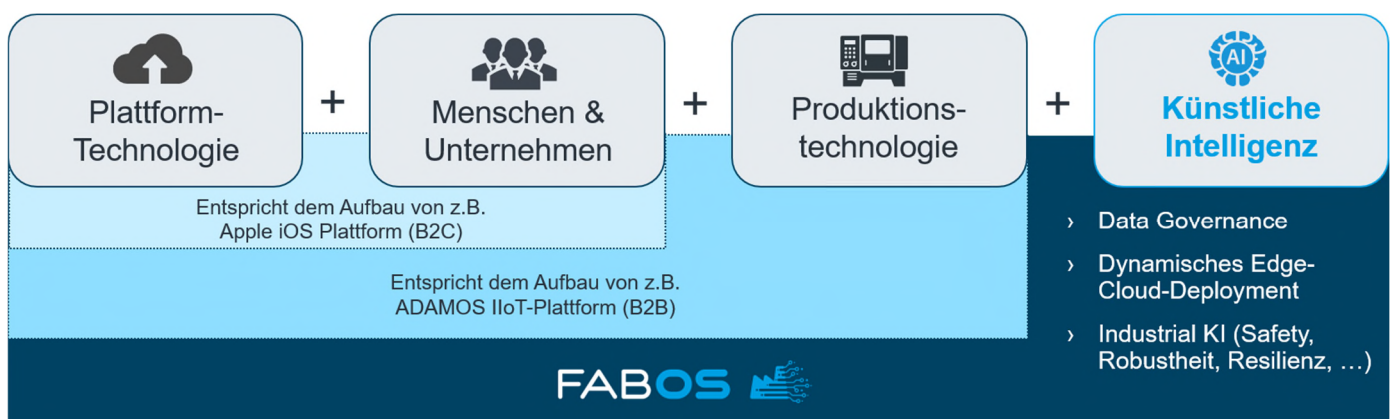 Plattform-
Technologie
+
Menschen &
Unternehmen
+
Produktions-
technologie
+
AI
Künstliche
Intelligenz
Entspricht dem Aufbau von z.B.
Apple iOS Plattform (B2C)
Entspricht dem Aufbau von z.B.
ADAMOS IIoT-Plattform (B2B)
› Data Governance
› Dynamisches Edge-
Cloud-Deployment
› Industrial KI (Safety,
Robustheit, Resilienz, …)
FABOS